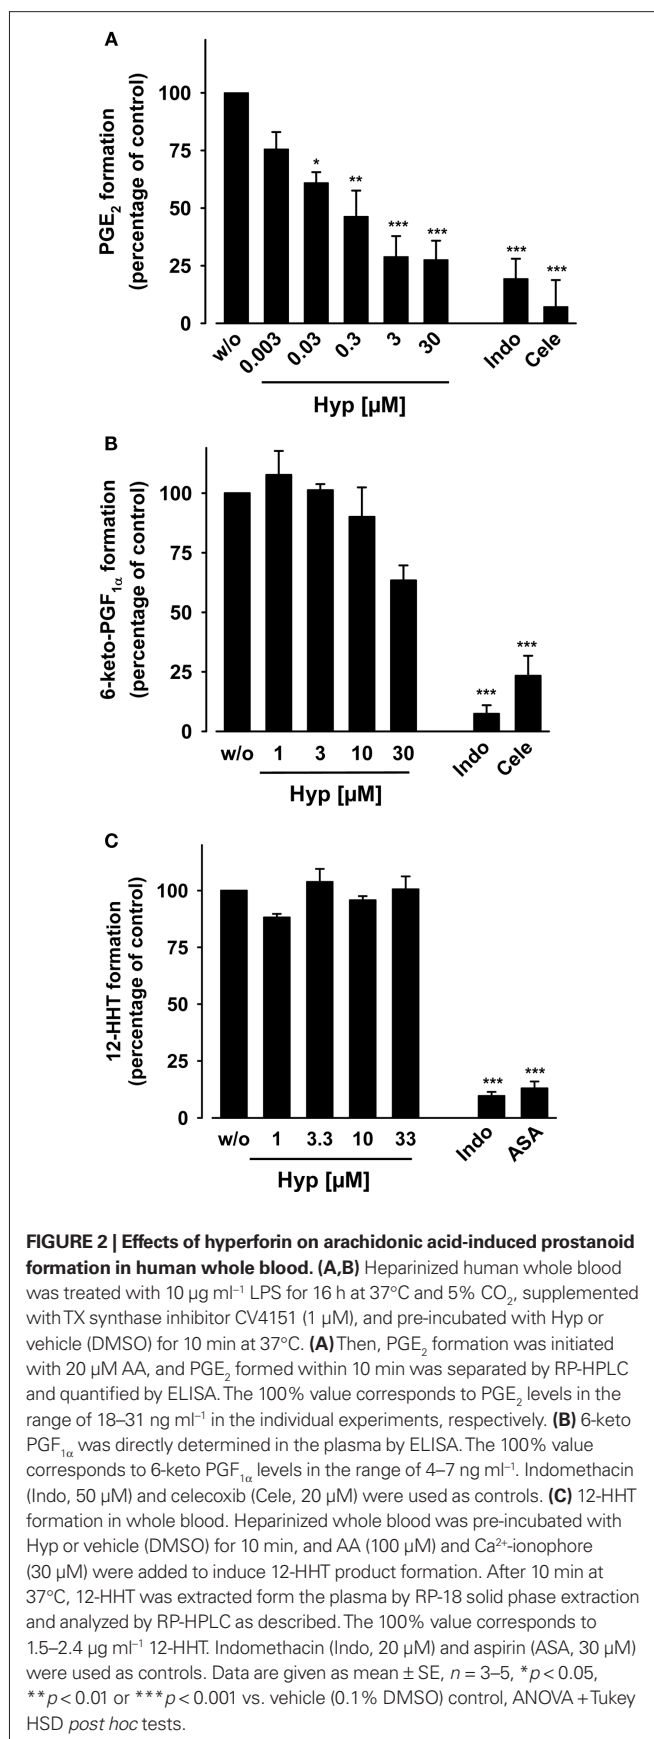 A
PGE₂ formation
(percentage of control)
100
75
50
25
0
*
**
***
***
***
***
w/o
0.003
0.03
0.3
3
30
Indo
Cele
Hyp [µM]
B
6-keto-PGF₁α formation
(percentage of control)
100
75
50
25
0
***
***
w/o
1
3
10
30
Indo
Cele
Hyp [µM]
C
12-HHT formation
(percentage of control)
100
75
50
25
0
***
***
w/o
1
3.3
10
33
Indo
ASA
Hyp [µM]
FIGURE 2 | Effects of hyperforin on arachidonic acid-induced prostanoid
formation in human whole blood. (A,B) Heparinized human whole blood
was treated with 10 µg ml⁻¹ LPS for 16 h at 37°C and 5% CO₂, supplemented
with TX synthase inhibitor CV4151 (1 µM), and pre-incubated with Hyp or
vehicle (DMSO) for 10 min at 37°C. (A) Then, PGE₂ formation was initiated
with 20 µM AA, and PGE₂ formed within 10 min was separated by RP-HPLC
and quantified by ELISA. The 100% value corresponds to PGE₂ levels in the
range of 18–31 ng ml⁻¹ in the individual experiments, respectively. (B) 6-keto
PGF₁α was directly determined in the plasma by ELISA. The 100% value
corresponds to 6-keto PGF₁α levels in the range of 4–7 ng ml⁻¹. Indomethacin
(Indo, 50 µM) and celecoxib (Cele, 20 µM) were used as controls. (C) 12-HHT
formation in whole blood. Heparinized whole blood was pre-incubated with
Hyp or vehicle (DMSO) for 10 min, and AA (100 µM) and Ca²⁺-ionophore
(30 µM) were added to induce 12-HHT product formation. After 10 min at
37°C, 12-HHT was extracted form the plasma by RP-18 solid phase extraction
and analyzed by RP-HPLC as described. The 100% value corresponds to
1.5–2.4 µg ml⁻¹ 12-HHT. Indomethacin (Indo, 20 µM) and aspirin (ASA, 30 µM)
were used as controls. Data are given as mean ± SE, n = 3–5, *p < 0.05,
**p < 0.01 or ***p < 0.001 vs. vehicle (0.1% DMSO) control, ANOVA + Tukey
HSD post hoc tests.